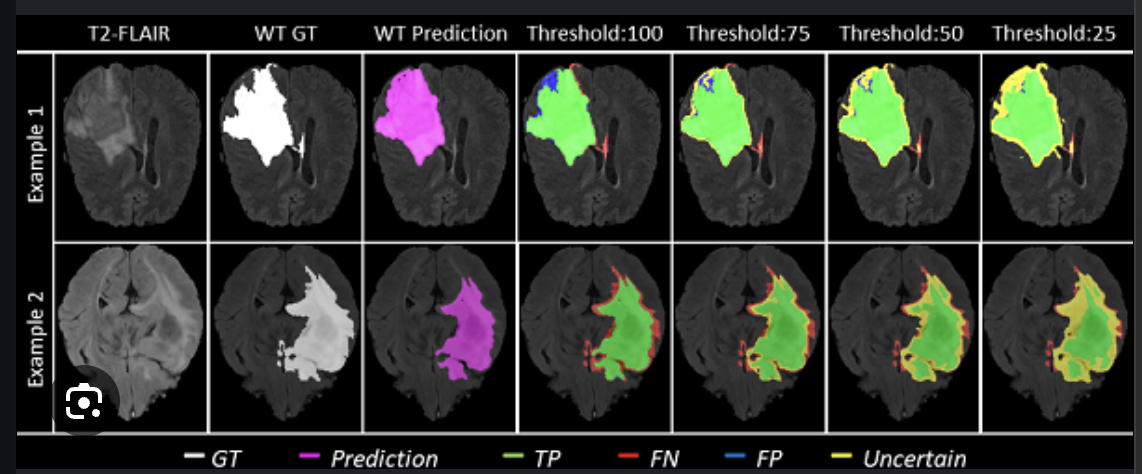 T2-FLAIR WT GT WT Prediction Threshold:100 Threshold:75 Threshold:50 Threshold:25
Example 1
Example 2
GT Prediction TP FN FP Uncertain